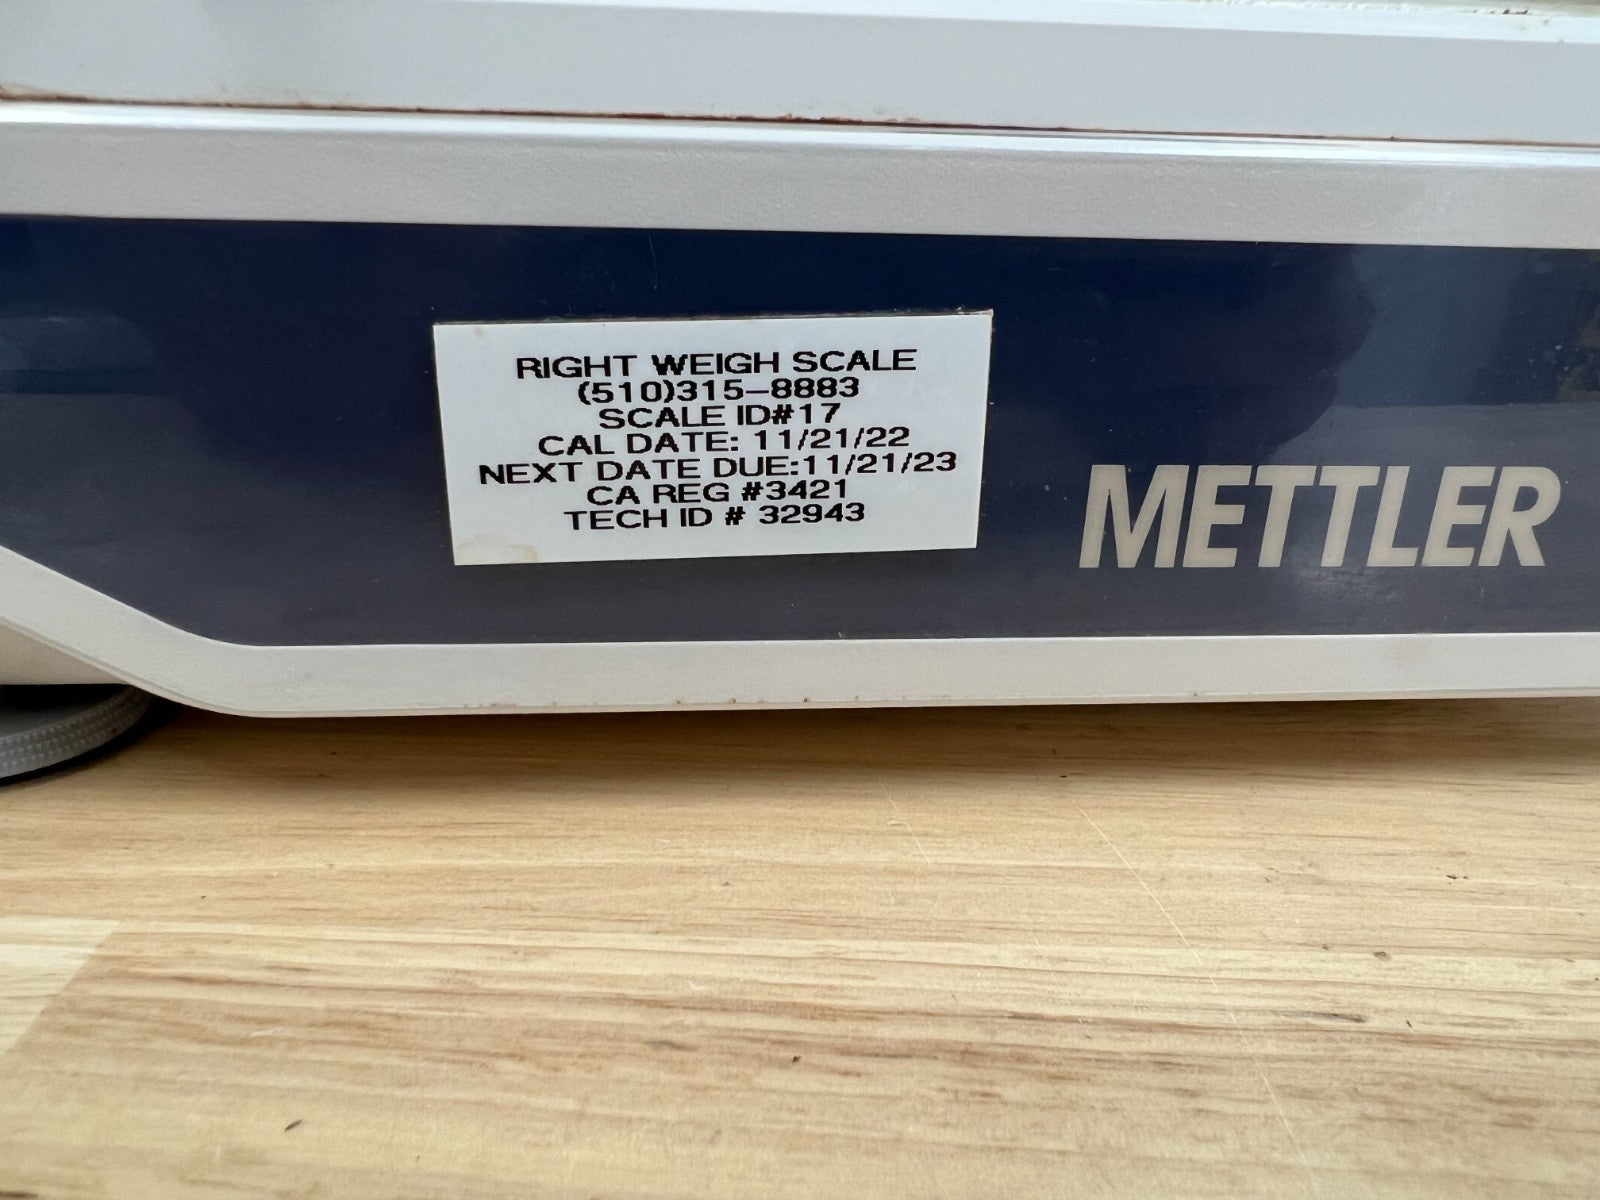 RIGHT WEIGH SCALE
(510)315-8883
SCALE ID#17
CAL DATE: 11/21/22
NEXT DATE DUE:11/21/23
CA REG #3421
TECH ID # 32943
METTLER